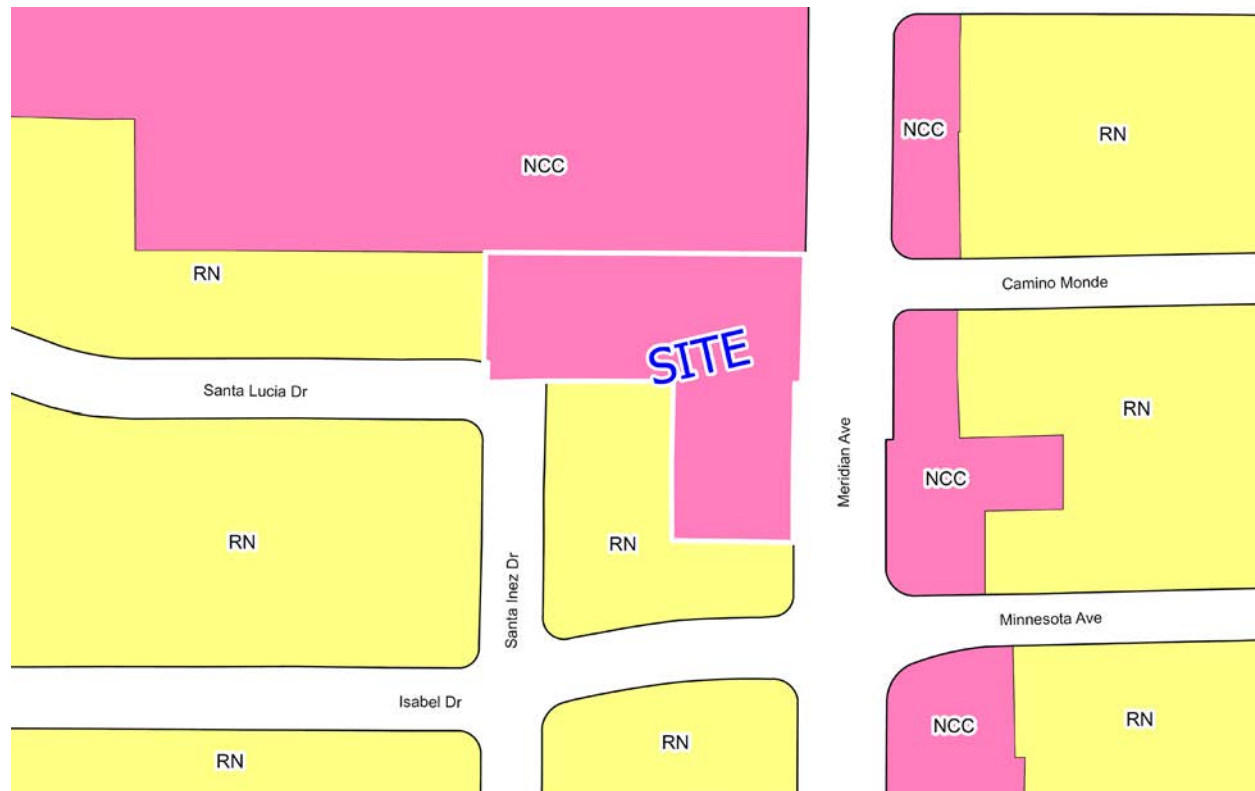 NCC
RN
NCC
RN
Camino Monde
SITE
Santa Lucia Dr
RN
Meridian Ave
NCC
RN
RN
Santa Inez Dr
Minnesota Ave
Isabel Dr
RN
NCC
RN
RN